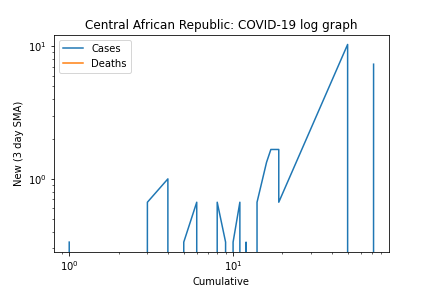 Central African Republic: COVID-19 log graph
Cases
Deaths
New (3 day SMA)
10¹
10⁰
10⁰
10¹
Cumulative